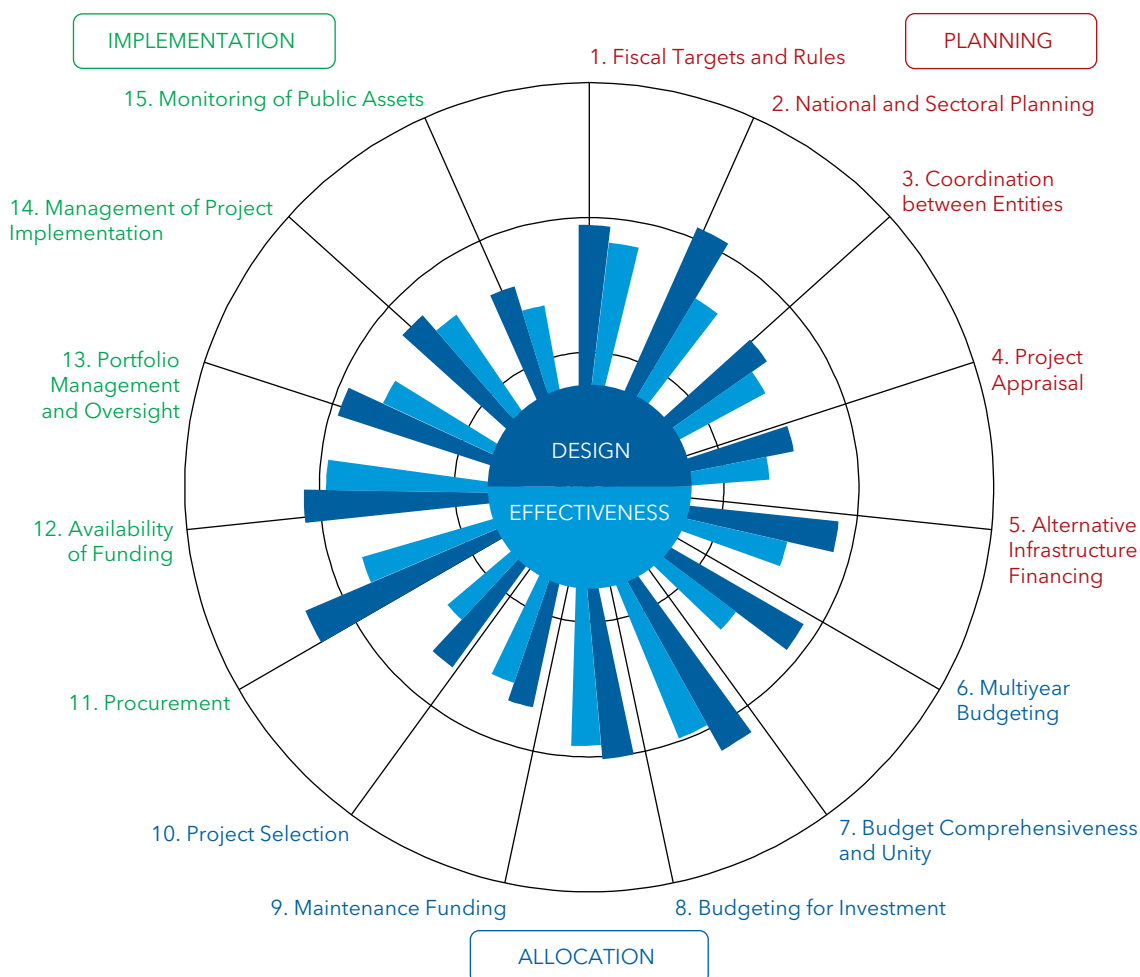 IMPLEMENTATION
PLANNING
1. Fiscal Targets and Rules
2. National and Sectoral Planning
3. Coordination
between Entities
4. Project
Appraisal
5. Alternative
Infrastructure
Financing
6. Multiyear
Budgeting
7. Budget Comprehensiveness
and Unity
8. Budgeting for Investment
9. Maintenance Funding
10. Project Selection
11. Procurement
12. Availability
of Funding
13. Portfolio
Management
and Oversight
14. Management of Project
Implementation
15. Monitoring of Public Assets
DESIGN
EFFECTIVENESS
ALLOCATION